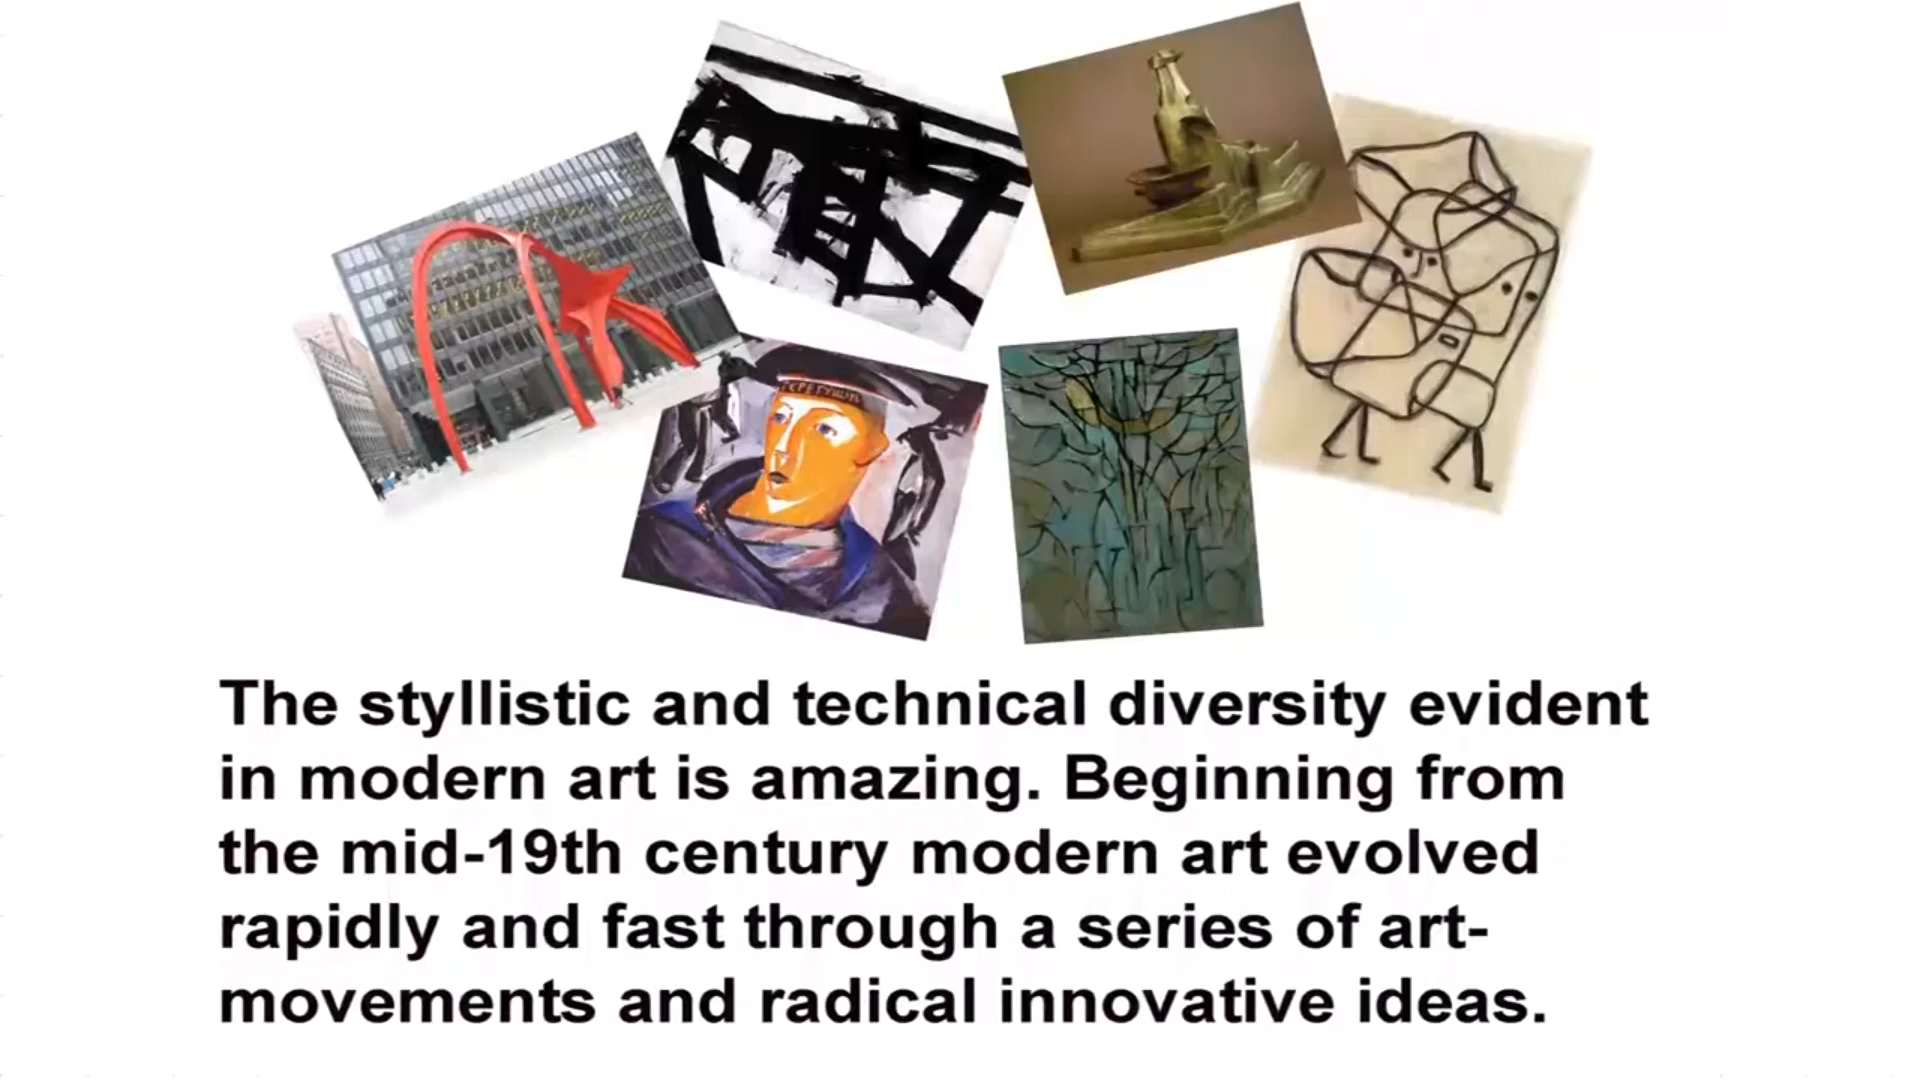 The styllistic and technical diversity evident
in modern art is amazing. Beginning from
the mid-19th century modern art evolved
rapidly and fast through a series of art-
movements and radical innovative ideas.